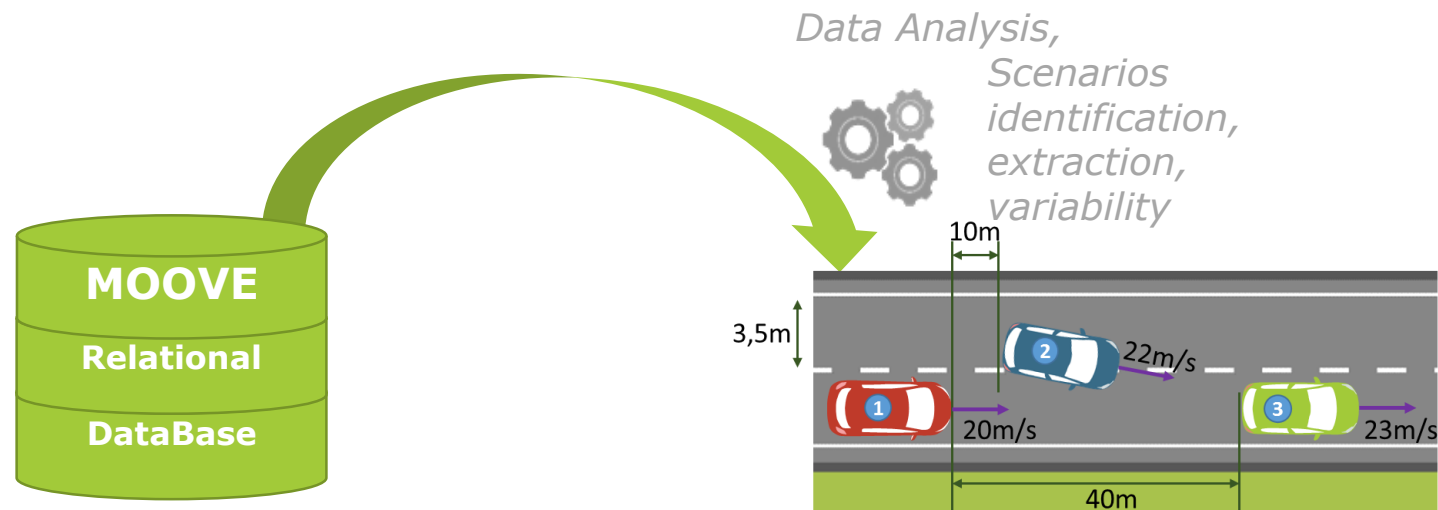 Data Analysis,
Scenarios
identification,
extraction,
variability
MOOVE
Relational
DataBase
10m
3,5m
2
22m/s
1
20m/s
3
23m/s
40m